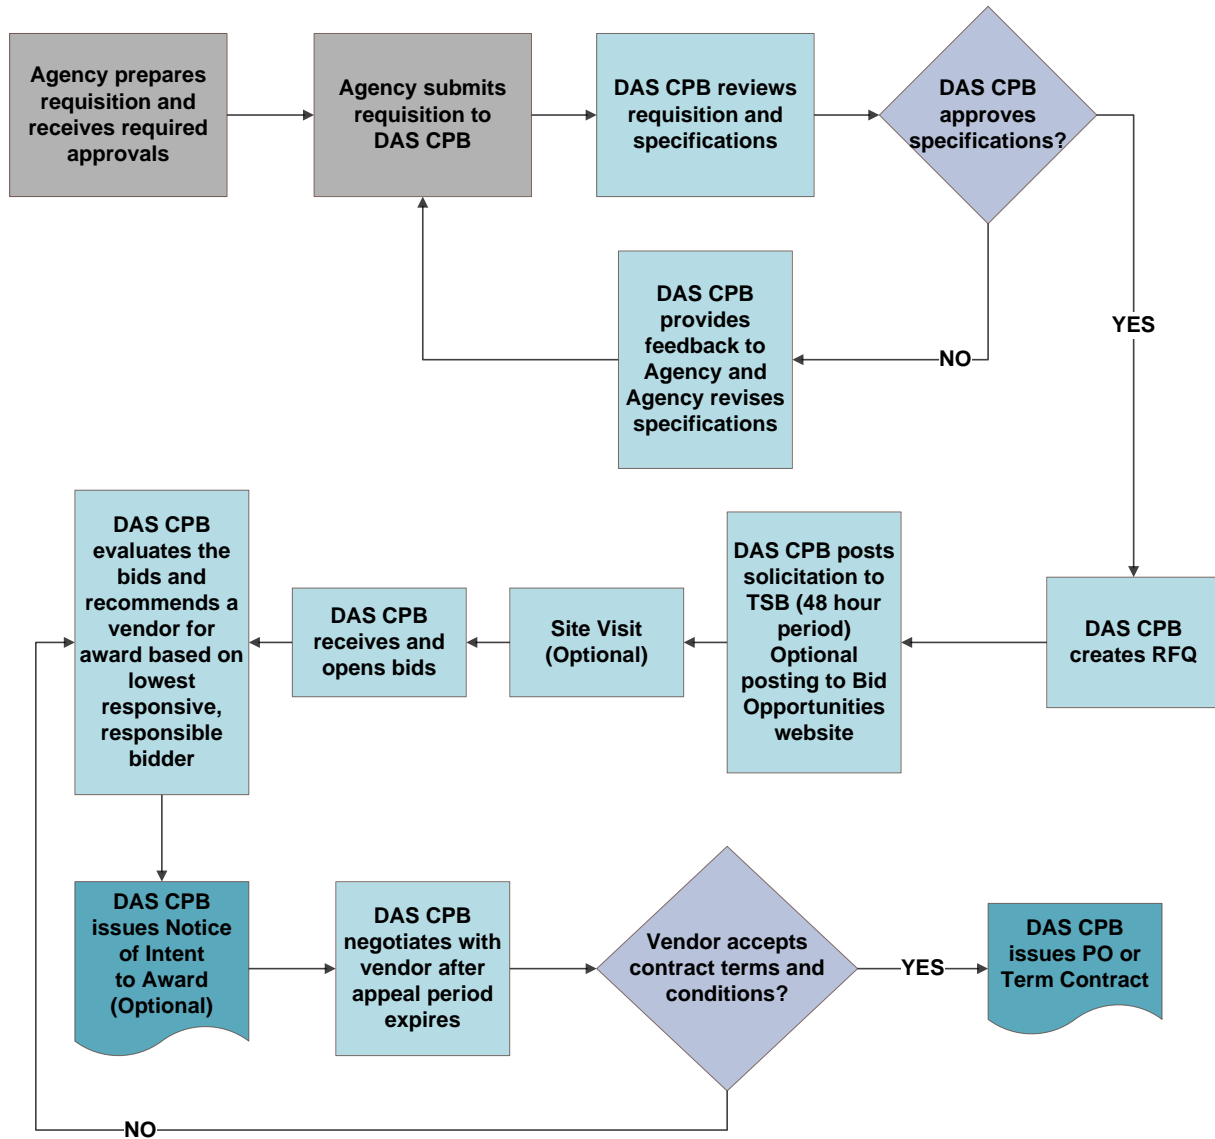 Agency prepares
requisition and
receives required
approvals
Agency submits
requisition to
DAS CPB
DAS CPB reviews
requisition and
specifications
DAS CPB
approves
specifications?
YES
NO
DAS CPB
provides
feedback to
Agency and
Agency revises
specifications
DAS CPB
creates RFQ
DAS CPB posts
solicitation to
TSB (48 hour
period)
Optional
posting to Bid
Opportunities
website
Site Visit
(Optional)
DAS CPB
receives and
opens bids
DAS CPB
evaluates the
bids and
recommends a
vendor for
award based on
lowest
responsive,
responsible
bidder
DAS CPB
issues Notice
of Intent
to Award
(Optional)
DAS CPB
negotiates with
vendor after
appeal period
expires
Vendor accepts
contract terms and
conditions?
YES
DAS CPB
issues PO or
Term Contract
NO